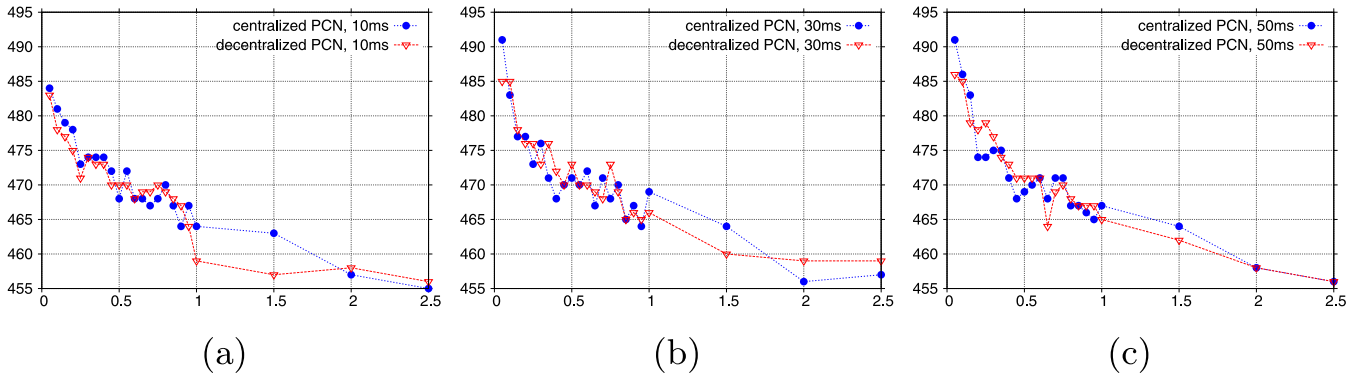 centralized PCN, 10ms
decentralized PCN, 10ms
495
490
485
480
475
470
465
460
455
0 0.5 1 1.5 2 2.5
(a)
centralized PCN, 30ms
decentralized PCN, 30ms
495
490
485
480
475
470
465
460
455
0 0.5 1 1.5 2 2.5
(b)
centralized PCN, 50ms
decentralized PCN, 50ms
495
490
485
480
475
470
465
460
455
0 0.5 1 1.5 2 2.5
(c)